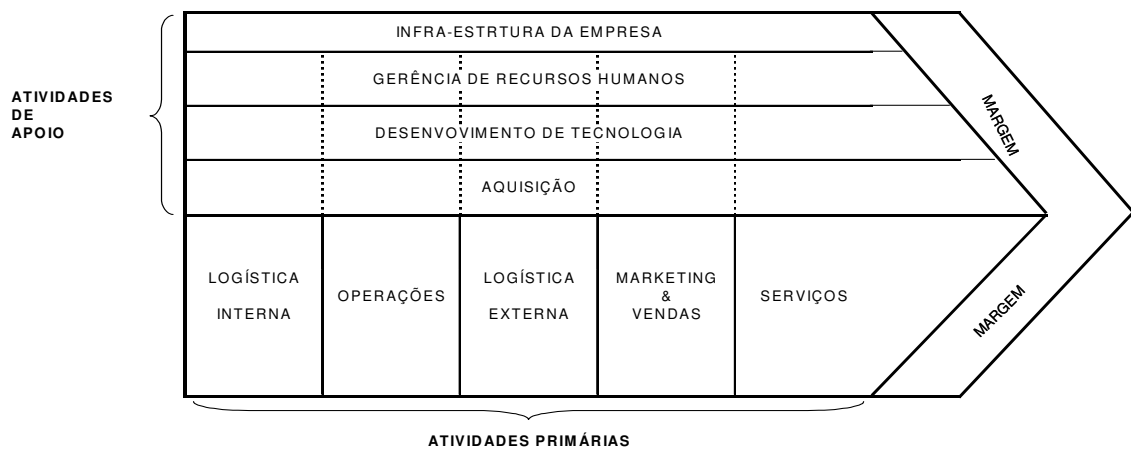 INFRA-ESTRTURA DA EMPRESA
GERÊNCIA DE RECURSOS HUMANOS
ATIVIDADES
DE
APOIO
DESENVOVIMENTO DE TECNOLOGIA
AQUISIÇÃO
MARGEM
LOGÍSTICA
INTERNA
OPERAÇÕES
LOGÍSTICA
EXTERNA
MARKETING
&
VENDAS
SERVIÇOS
MARGEM
ATIVIDADES PRIMÁRIAS